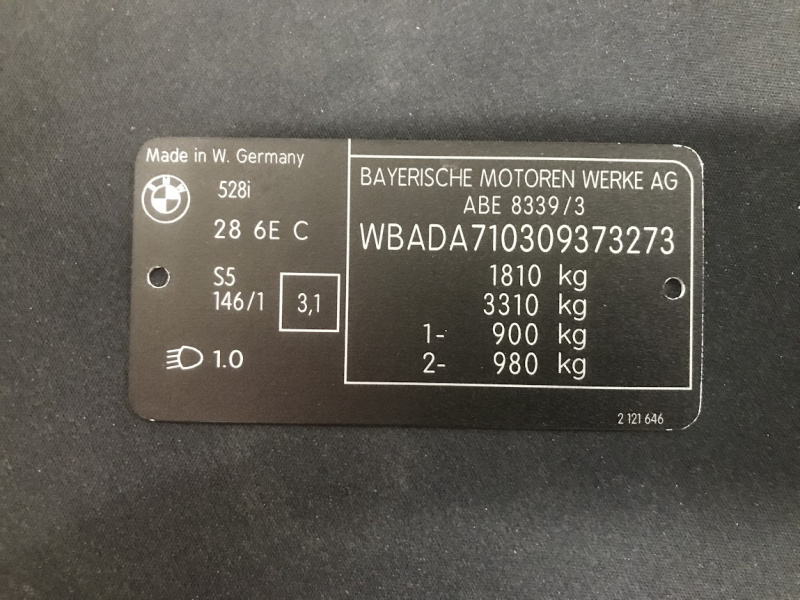 Made in W. Germany
BMW
528i
28 6E C
S5
146/1
3,1
1.0
BAYERISCHE MOTOREN WERKE AG
ABE 8339/3
WBADA710309373273
1810 kg
3310 kg
1- 900 kg
2- 980 kg
2 121 646